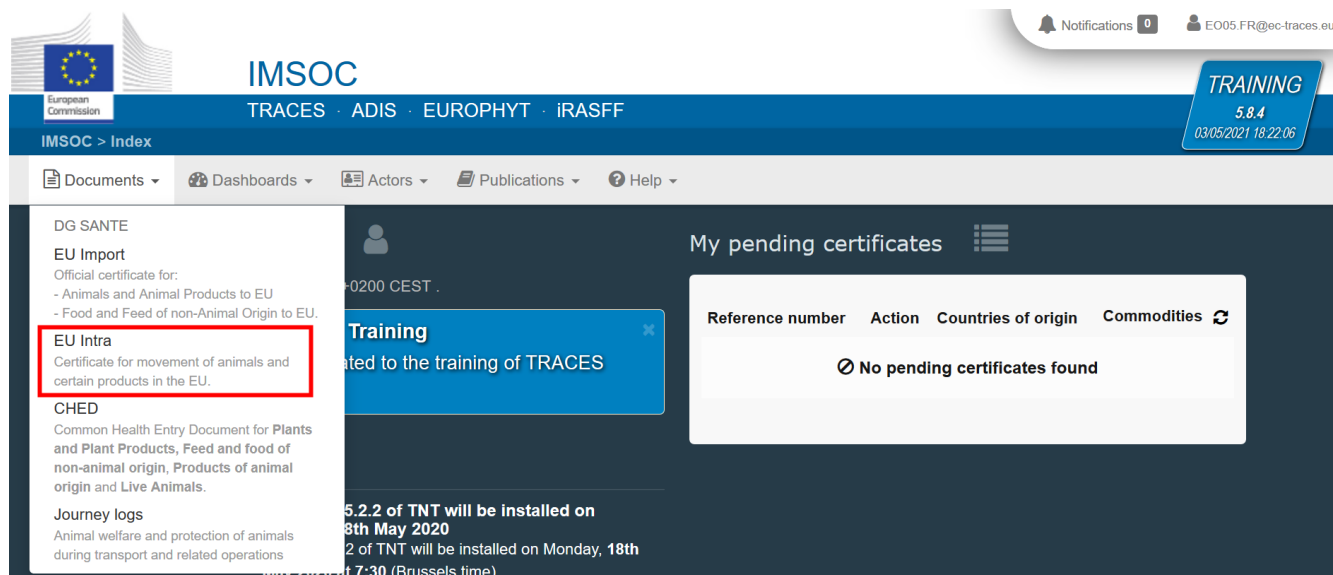 Notifications 0 EO05.FR@ec-traces.eu
European
Commission
IMSOC
TRAINING
5.8.4
03/05/2021 18:22:06
TRACES · ADIS · EUROPHYT · iRASFF
IMSOC > Index
Documents Dashboards Actors Publications Help
DG SANTE
EU Import
Official certificate for:
- Animals and Animal Products to EU
- Food and Feed of non-Animal Origin to EU.
EU Intra
Certificate for movement of animals and
certain products in the EU.
CHED
Common Health Entry Document for Plants
and Plant Products, Feed and food of
non-animal origin, Products of animal
origin and Live Animals.
Journey logs
Animal welfare and protection of animals
during transport and related operations
+0200 CEST .
Training
ated to the training of TRACES
5.2.2 of TNT will be installed on
8th May 2020
2 of TNT will be installed on Monday, 18th
at 7:30 (Brussels time)
My pending certificates
Reference number Action Countries of origin Commodities
No pending certificates found